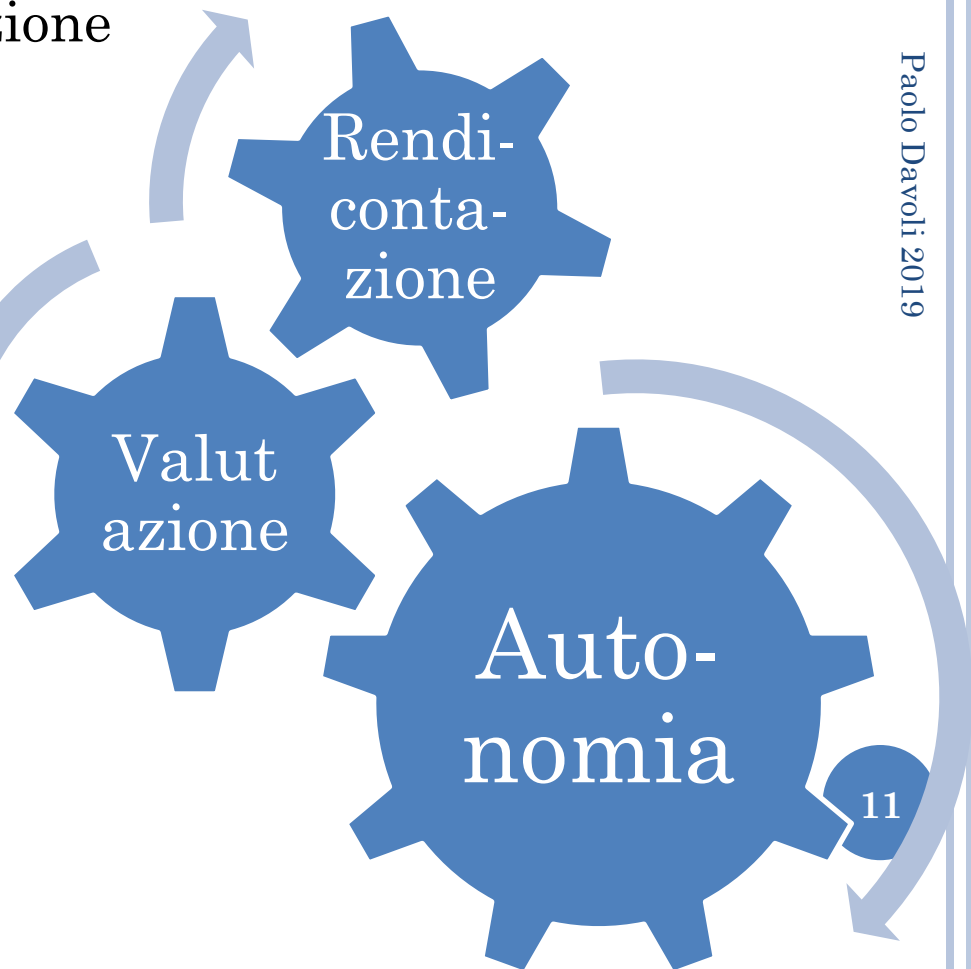 zione
Rendi-
conta-
zione
Paolo Davoli 2019
Valut
azione
Auto-
nomia
11